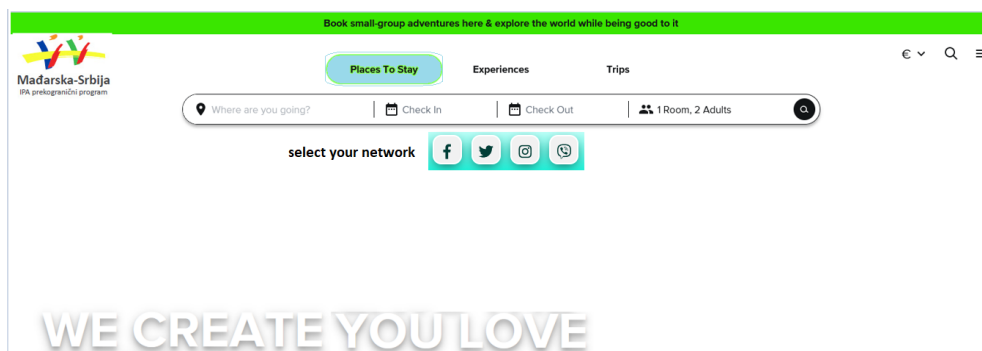 Book small-group adventures here & explore the world while being good to it
Mađarska-Srbija
IPA prekogranični program
Places To Stay Experiences Trips
€
Where are you going? Check In Check Out 1 Room, 2 Adults
select your network
WE CREATE YOU LOVE